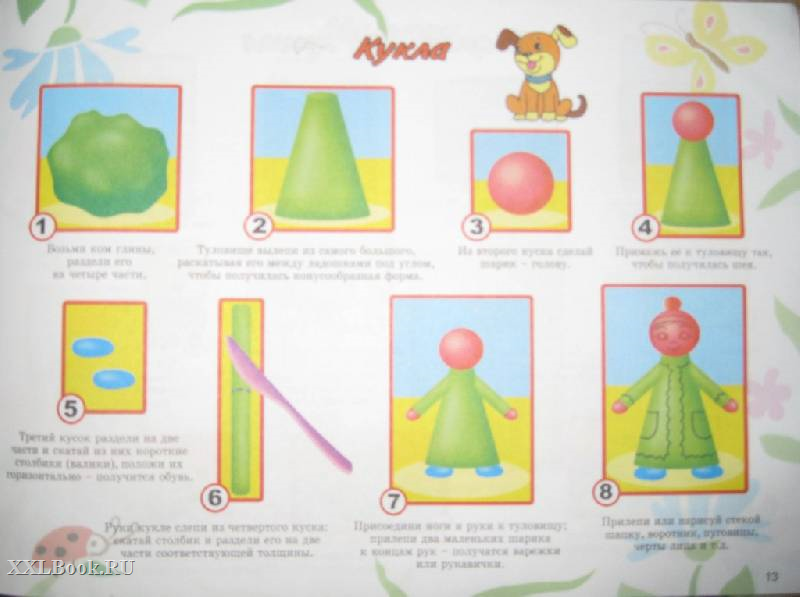 Кукла
1
Возьми ком глины,
раздели его
на четыре части.
2
Туловище вылепи из самого большого,
раскатывая его между ладошками под углом,
чтобы получилась конусообразная форма.
3
Из второго куска сделай
шарик - голову.
4
Примажь ее к туловищу так,
чтобы получилась шея.
5
Третий кусок раздели на две
части и скатай из них короткие
столбики (валики), положи их
горизонтально - получится обувь.
6
Руки кукле слепи из четвертого куска:
скатай столбик и раздели его на две
части соответствующей толщины.
7
Присоедини ноги и руки к туловищу;
прилепи два маленьких шарика
к концам рук - получатся варежки
или рукавички.
8
Прилепи или нарисуй стекой
шапку, воротник, пуговицы,
черты лица и т.д.
XXLBook.RU
13